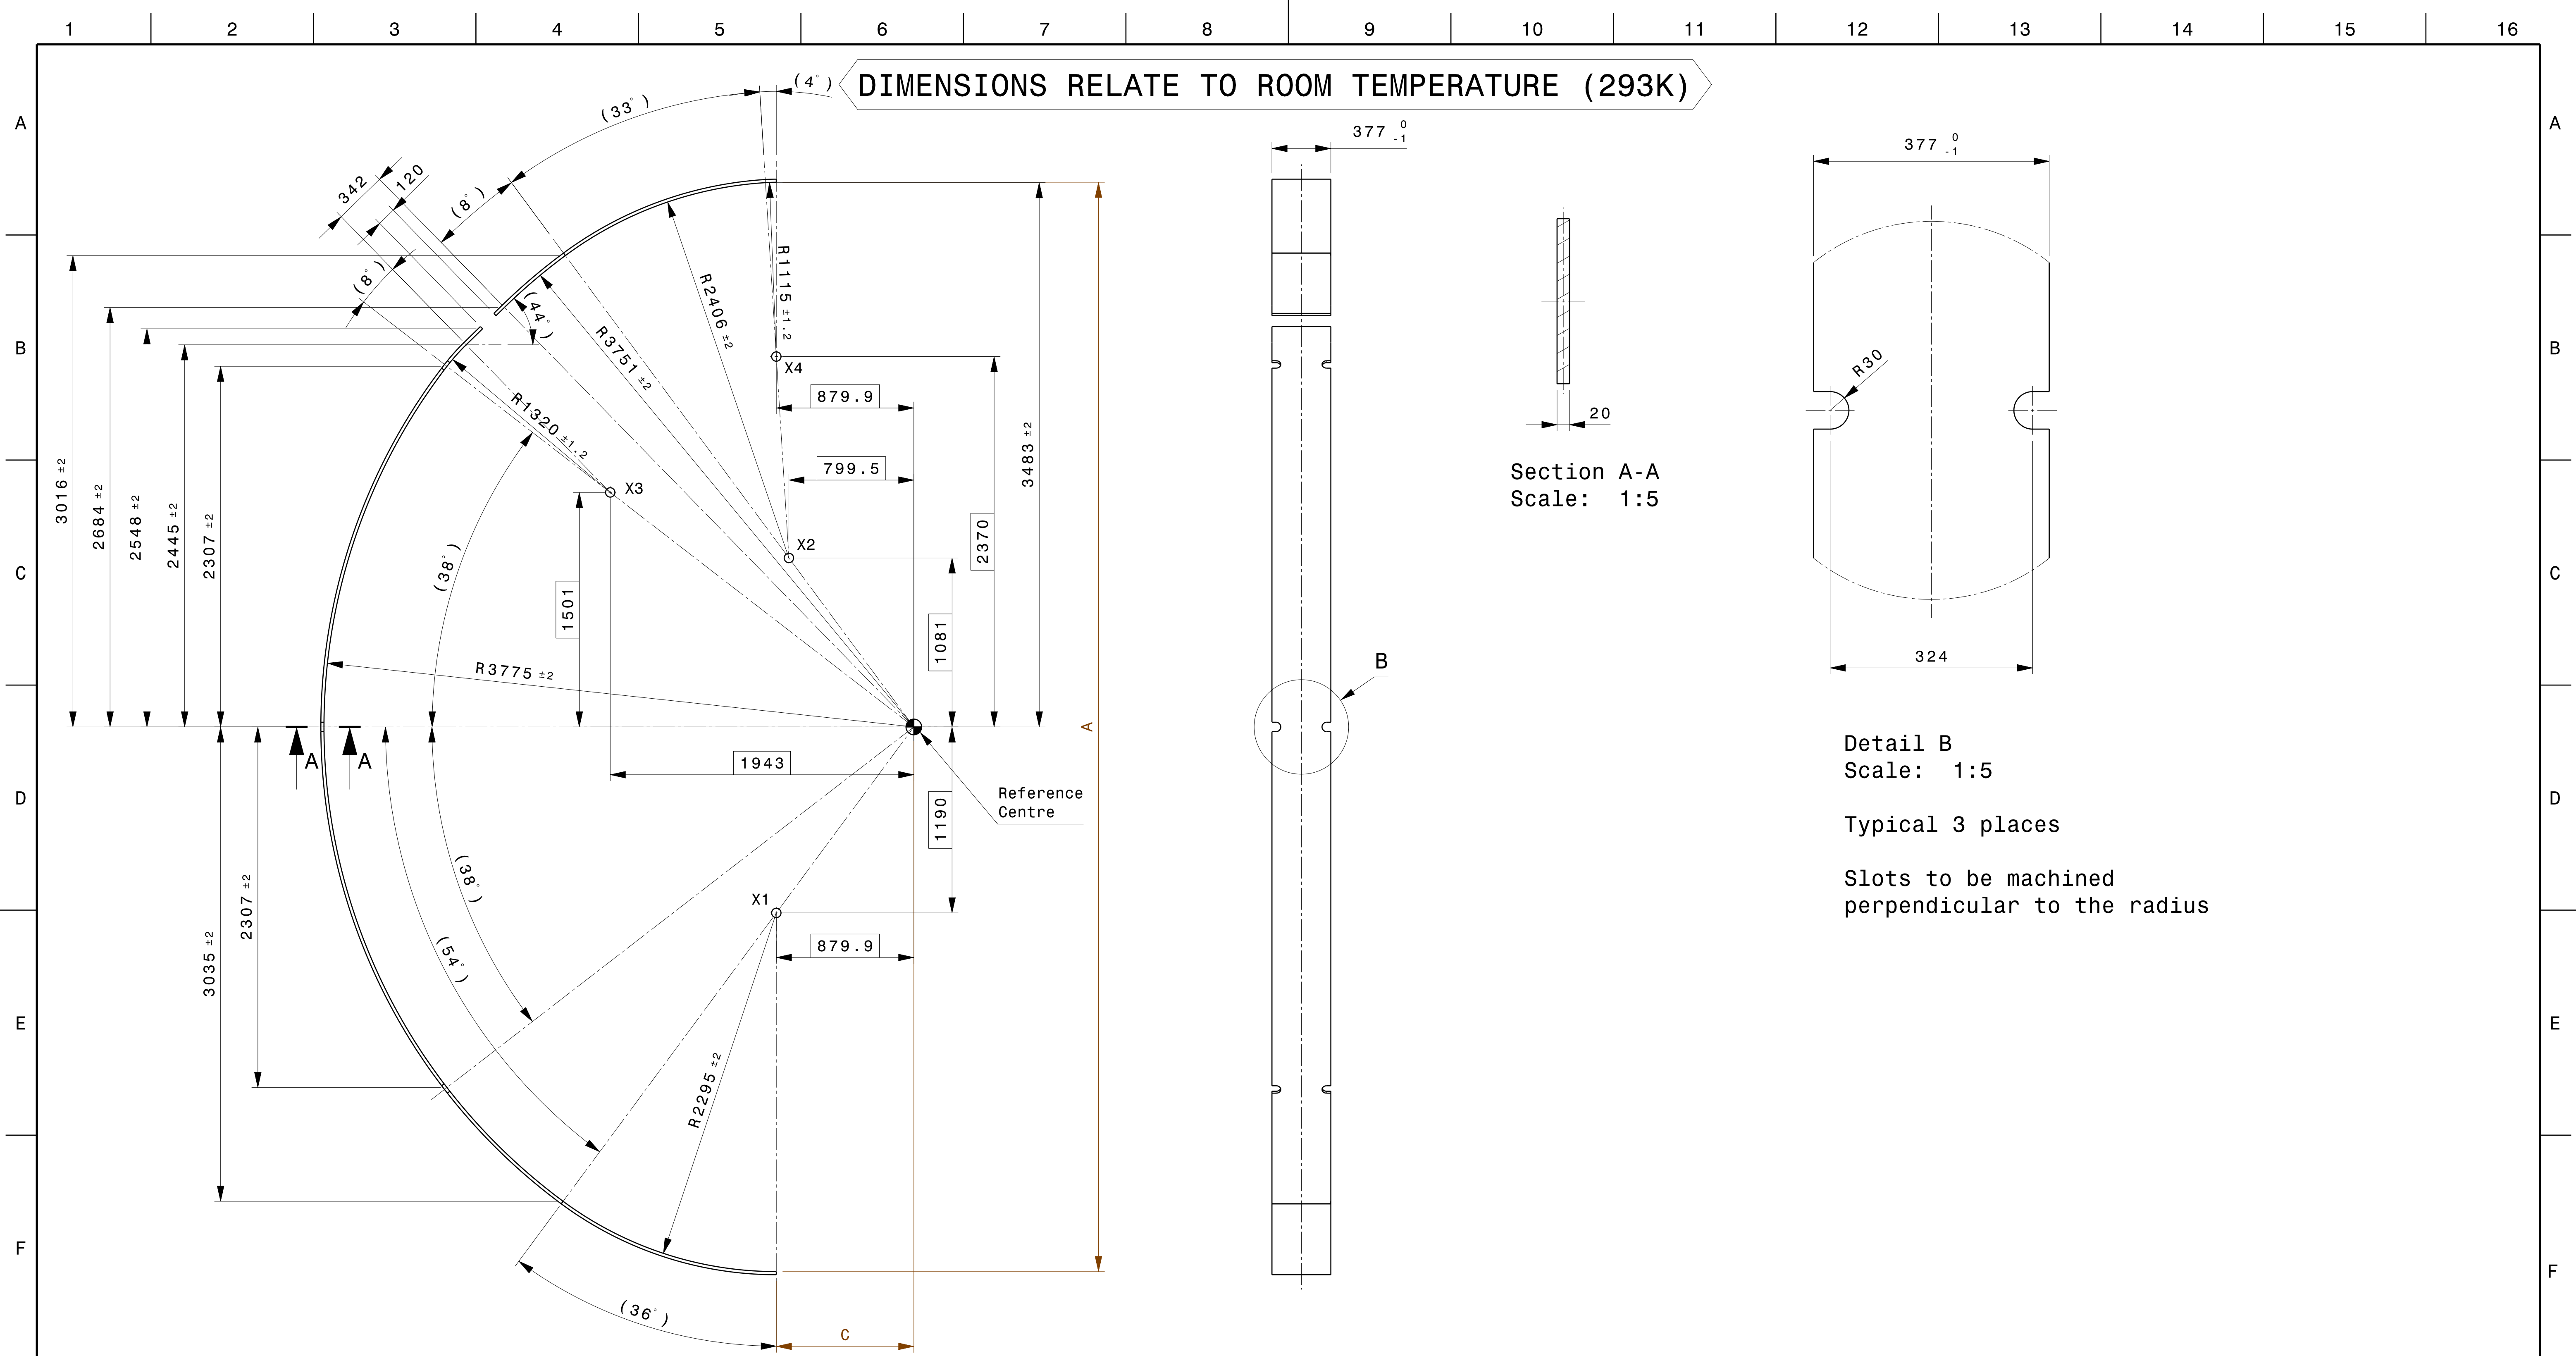 1 2 3 4 5 6 7 8 9 10 11 12 13 14 15 16
DIMENSIONS RELATE TO ROOM TEMPERATURE (293K)
(4°)
(33°)
(8°)
(8°)
342
120
(44°)
R1115 ±1.2
R2406 ±2
R3751 ±2
R1320 ±1.2
R3775 ±2
R2295 ±2
X4
X3
X2
X1
879.9
799.5
3483 ±2
2370
1081
1501
1943
1190
879.9
3016 ±2
2684 ±2
2548 ±2
2445 ±2
2307 ±2
(38°)
(38°)
(54°)
(36°)
2307 ±2
3035 ±2
A
A
Reference
Centre
A
C
377 0 -1
B
20
Section A-A
Scale: 1:5
377 0 -1
R30
324
Detail B
Scale: 1:5
Typical 3 places
Slots to be machined
perpendicular to the radius
A
B
C
D
E
F
A
B
C
D
E
F